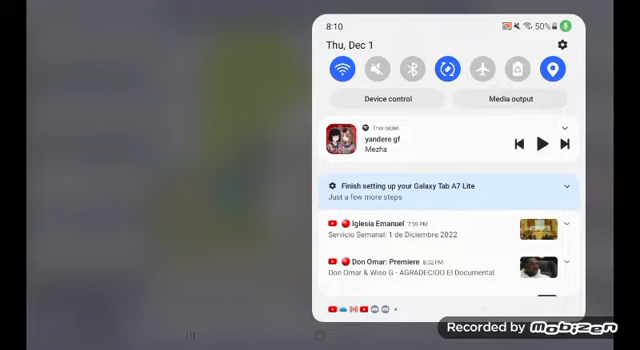 8:10
50%
Thu, Dec 1
Device control
Media output
This tablet
yandere gf
Mezha
Finish setting up your Galaxy Tab A7 Lite
Just a few more steps
Iglesia Emanuel 7:59 PM
Servicio Semanal: 1 de Diciembre 2022
Don Omar: Premiere 8:02 PM
Don Omar & Wiso G - AGRADECIDO El Documental
Recorded by Mobizen